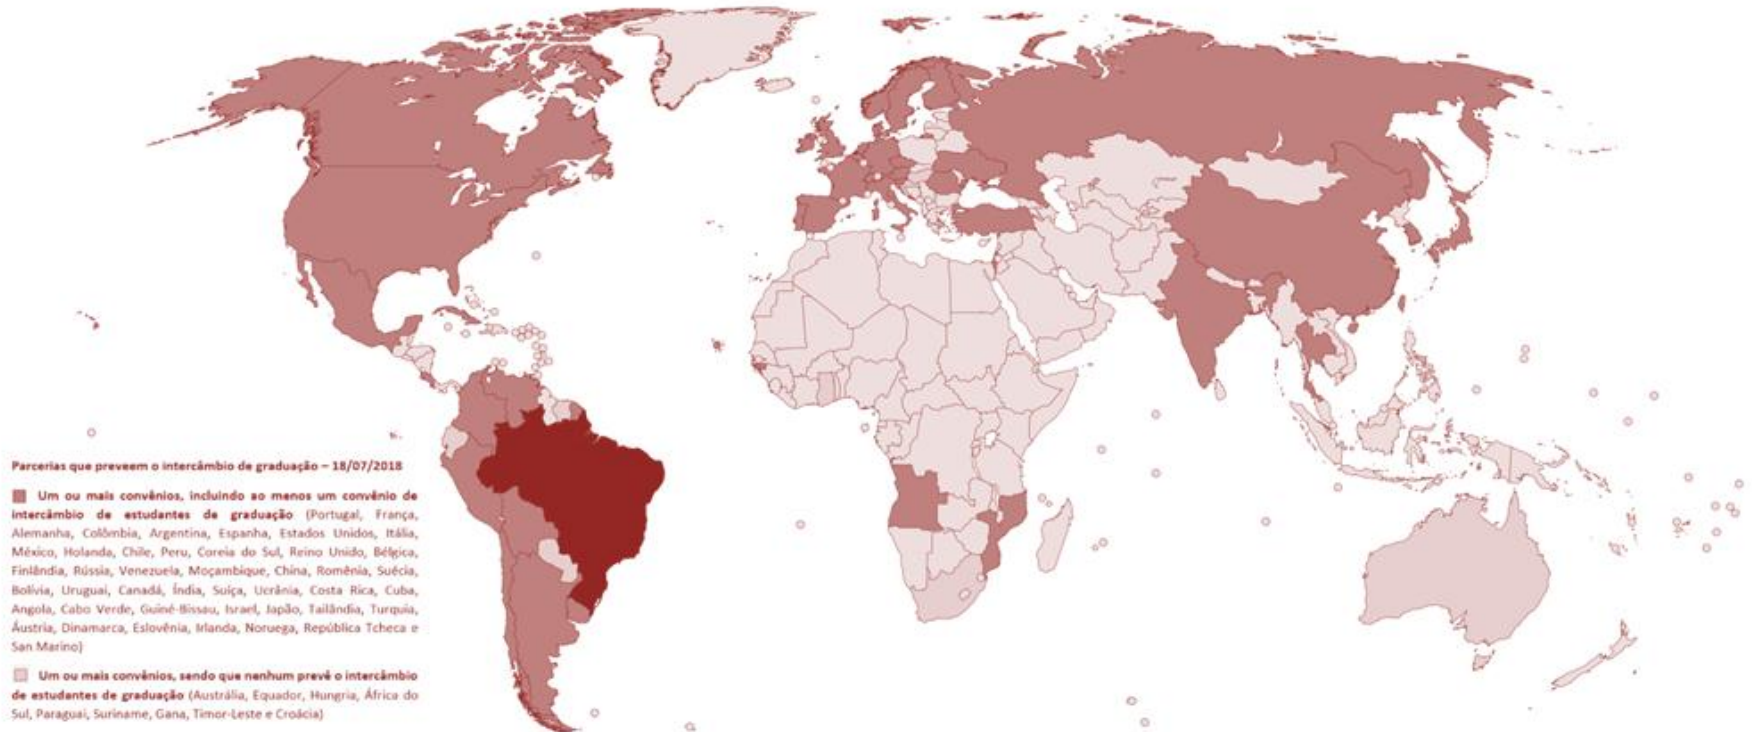 Parcerias que preveem o intercâmbio de graduação – 18/07/2018
Um ou mais convênios, incluindo ao menos um convênio de
intercâmbio de estudantes de graduação (Portugal, França,
Alemanha, Colômbia, Argentina, Espanha, Estados Unidos, Itália,
México, Holanda, Chile, Peru, Coreia do Sul, Reino Unido, Bélgica,
Finlândia, Rússia, Venezuela, Moçambique, China, Romênia, Suécia,
Bolívia, Uruguai, Canadá, Índia, Suíça, Ucrânia, Costa Rica, Cuba,
Angola, Cabo Verde, Guiné-Bissau, Israel, Japão, Tailândia, Turquia,
Áustria, Dinamarca, Eslovênia, Irlanda, Noruega, República Tcheca e
San Marino)
Um ou mais convênios, sendo que nenhum prevê o intercâmbio
de estudantes de graduação (Austrália, Equador, Hungria, África do
Sul, Paraguai, Suriname, Gana, Timor-Leste e Croácia)